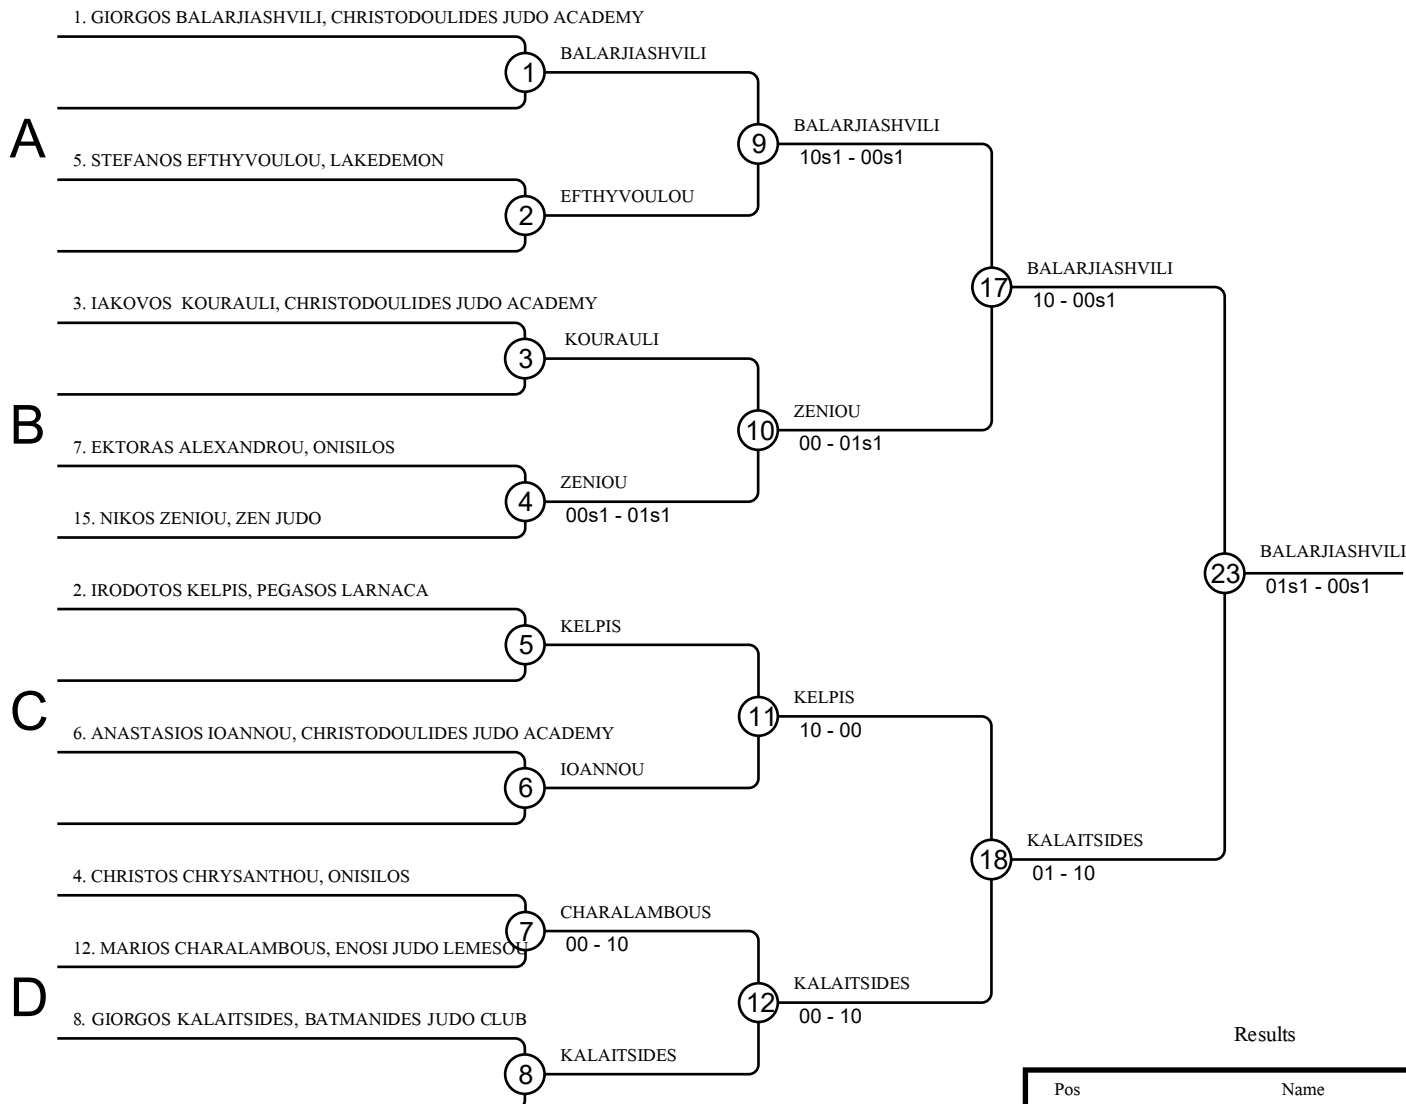 1. GIORGOS BALARJIASHVILI, CHRISTODOULIDES JUDO ACADEMY
1
BALARJIASHVILI
A
5. STEFANOS EFTHYVOULOU, LAKEDEMON
2
EFTHYVOULOU
9
BALARJIASHVILI
10s1 - 00s1
3. IAKOVOS  KOURAULI, CHRISTODOULIDES JUDO ACADEMY
3
KOURAULI
B
7. EKTORAS ALEXANDROU, ONISILOS
15. NIKOS ZENIOU, ZEN JUDO
4
ZENIOU
00s1 - 01s1
10
ZENIOU
00 - 01s1
17
BALARJIASHVILI
10 - 00s1
2. IRODOTOS KELPIS, PEGASOS LARNACA
5
KELPIS
C
6. ANASTASIOS IOANNOU, CHRISTODOULIDES JUDO ACADEMY
6
IOANNOU
11
KELPIS
10 - 00
4. CHRISTOS CHRYSANTHOU, ONISILOS
12. MARIOS CHARALAMBOUS, ENOSI JUDO LEMESOU
7
CHARALAMBOUS
00 - 10
D
8. GIORGOS KALAITSIDES, BATMANIDES JUDO CLUB
8
KALAITSIDES
12
KALAITSIDES
00 - 10
18
KALAITSIDES
01 - 10
23
BALARJIASHVILI
01s1 - 00s1
Results
Pos Name